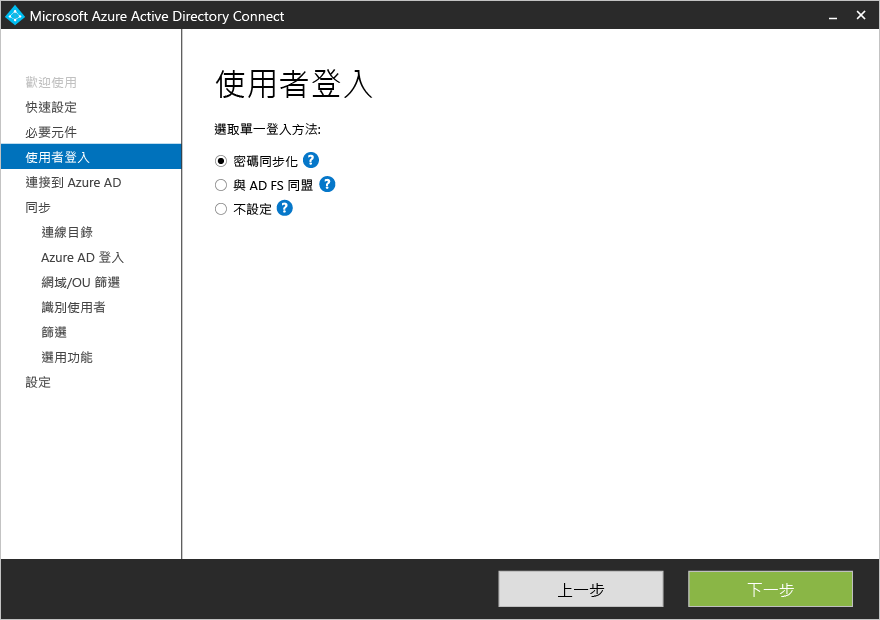 Microsoft Azure Active Directory Connect
歡迎使用
快速設定
必要元件
使用者登入
連接到 Azure AD
同步
連線目錄
Azure AD 登入
網域/OU 篩選
識別使用者
篩選
選用功能
設定
使用者登入
選取單一登入方法:
密碼同步化 ?
與 AD FS 同盟 ?
不設定 ?
上一步
下一步